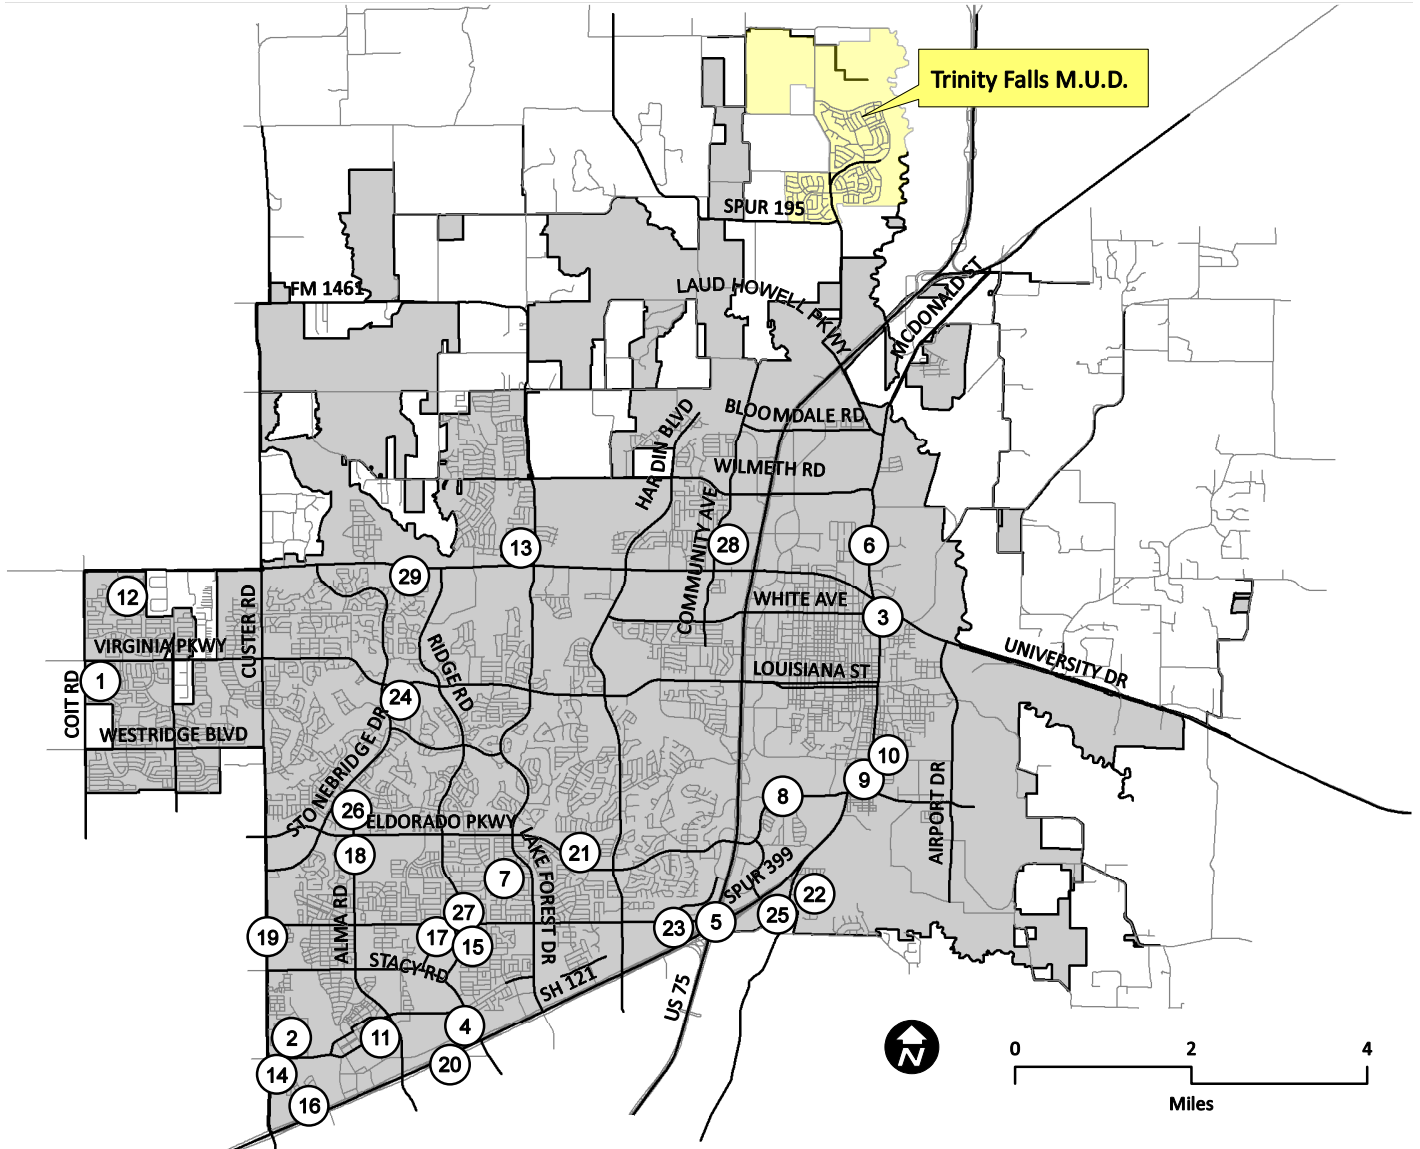 Trinity Falls M.U.D.
SPUR 195
FM 1461
LAUD HOWELL PKWY
MCDONALD ST
HARDIN BLVD
BLOOMDALE RD
WILMETH RD
COMMUNITY AVE
13
28
6
29
12
CUSTER RD
WHITE AVE
3
VIRGINIA PKWY
RIDGE RD
UNIVERSITY DR
LOUISIANA ST
COIT RD
1
24
WESTRIDGE BLVD
STONEBRIDGE DR
10
9
8
AIRPORT DR
26
ELDORADO PKWY
18
21
LAKE FOREST DR
7
SPUR 399
22
ALMA RD
27
25
5
23
19
17
15
STACY RD
SH 121
US 75
4
2
11
20
14
16
N
0 2 4
Miles